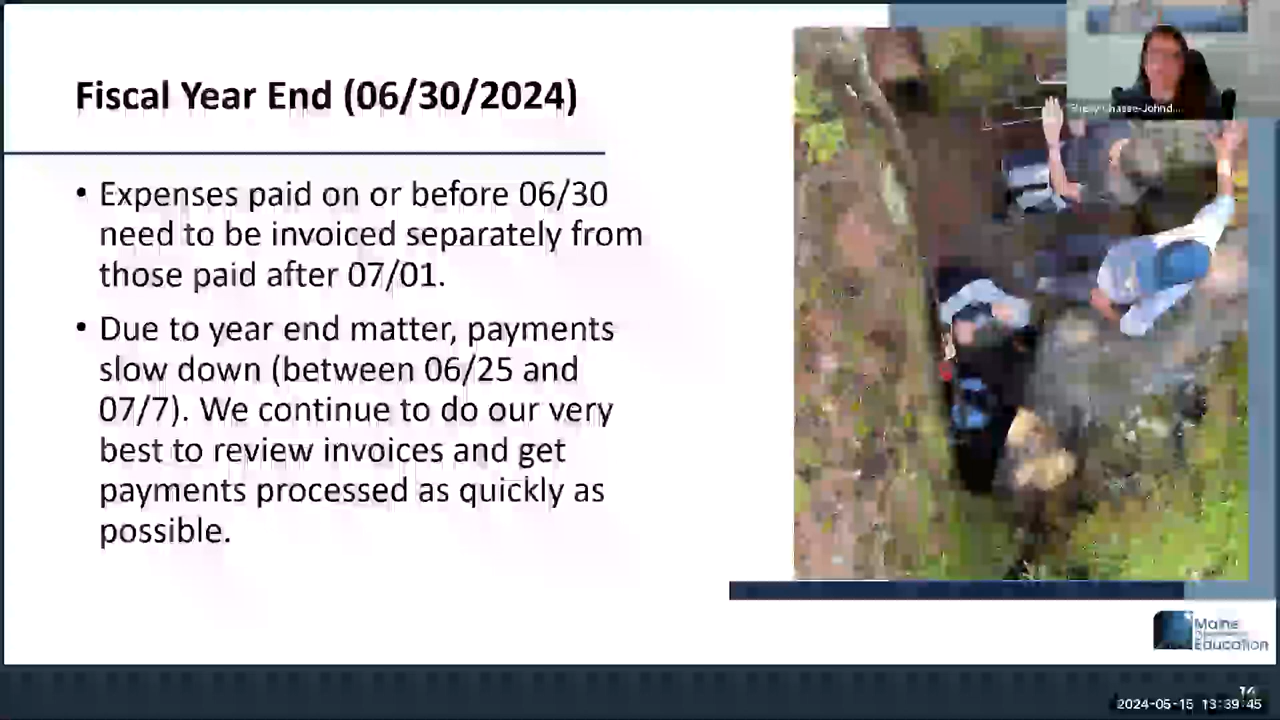 Fiscal Year End (06/30/2024)
• Expenses paid on or before 06/30
need to be invoiced separately from
those paid after 07/01.
• Due to year end matter, payments
slow down (between 06/25 and
07/7). We continue to do our very
best to review invoices and get
payments processed as quickly as
possible.
Maine
Education
14
2024-05-15 13:39:45